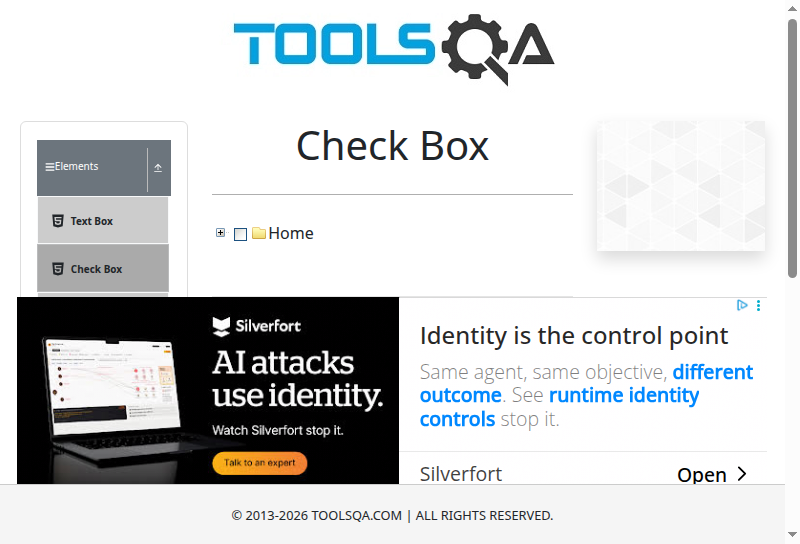 TOOLSQA
Elements
Text Box
Check Box
Check Box
Home
Silverfort
AI attacks
use identity.
Watch Silverfort stop it.
Talk to an expert
Identity is the control point
Same agent, same objective, different
outcome. See runtime identity
controls stop it.
Silverfort
Open
© 2013-2026 TOOLSQA.COM | ALL RIGHTS RESERVED.